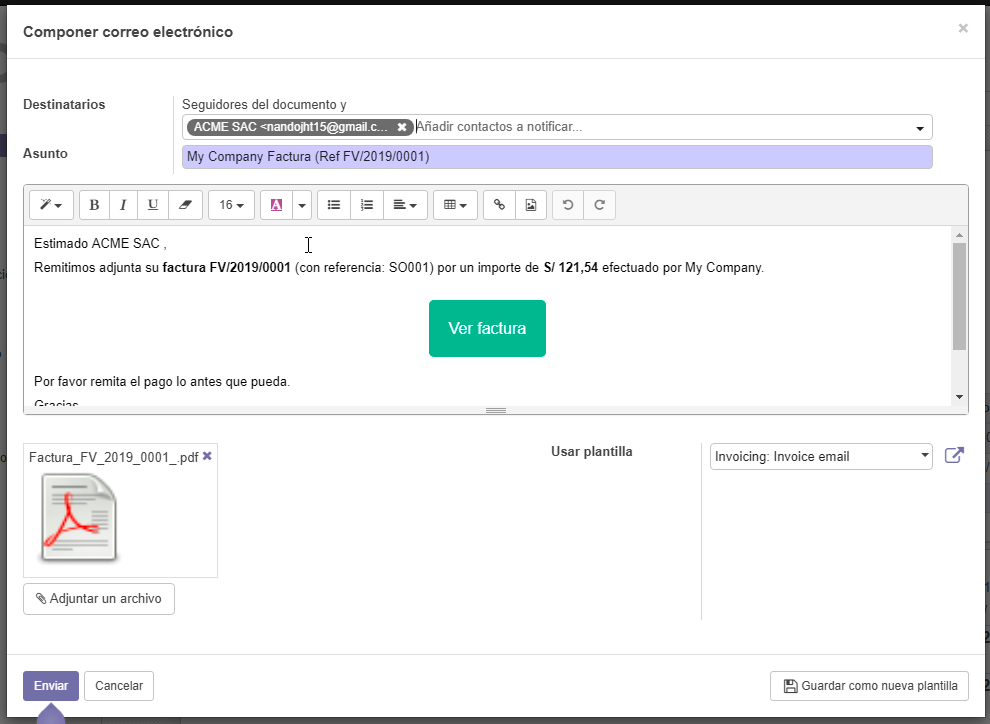 Componer correo electrónico
Destinatarios
Seguidores del documento y
ACME SAC <nandojht15@gmail.c...
Añadir contactos a notificar...
Asunto
My Company Factura (Ref FV/2019/0001)
B I U 16 A
Estimado ACME SAC ,
Remitimos adjunta su factura FV/2019/0001 (con referencia: SO001) por un importe de S/ 121,54 efectuado por My Company.
Ver factura
Por favor remita el pago lo antes que pueda.
Gracias
Factura_FV_2019_0001_.pdf
Usar plantilla
Invoicing: Invoice email
Adjuntar un archivo
Enviar
Cancelar
Guardar como nueva plantilla